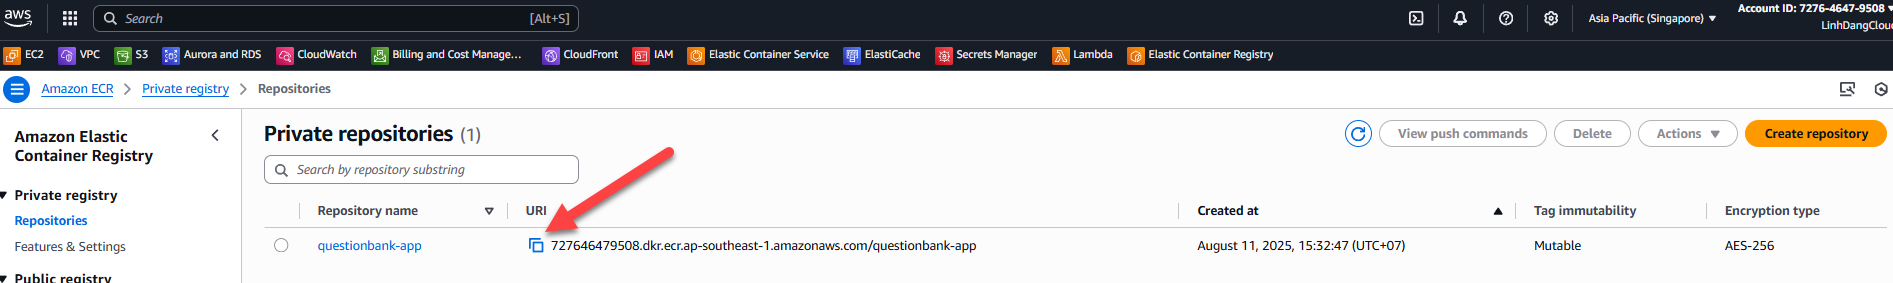 aws
Search [Alt+S]
Asia Pacific (Singapore)
Account ID: 7276-4647-9508
LinhDangClou
EC2 VPC S3 Aurora and RDS CloudWatch Billing and Cost Manage... CloudFront IAM Elastic Container Service ElastiCache Secrets Manager Lambda Elastic Container Registry
Amazon ECR > Private registry > Repositories
Amazon Elastic
Container Registry
Private registry
Repositories
Features & Settings
Public registry
Private repositories (1)
View push commands Delete Actions Create repository
Search by repository substring
Repository name URI Created at Tag immutability Encryption type
questionbank-app 727646479508.dkr.ecr.ap-southeast-1.amazonaws.com/questionbank-app August 11, 2025, 15:32:47 (UTC+07) Mutable AES-256